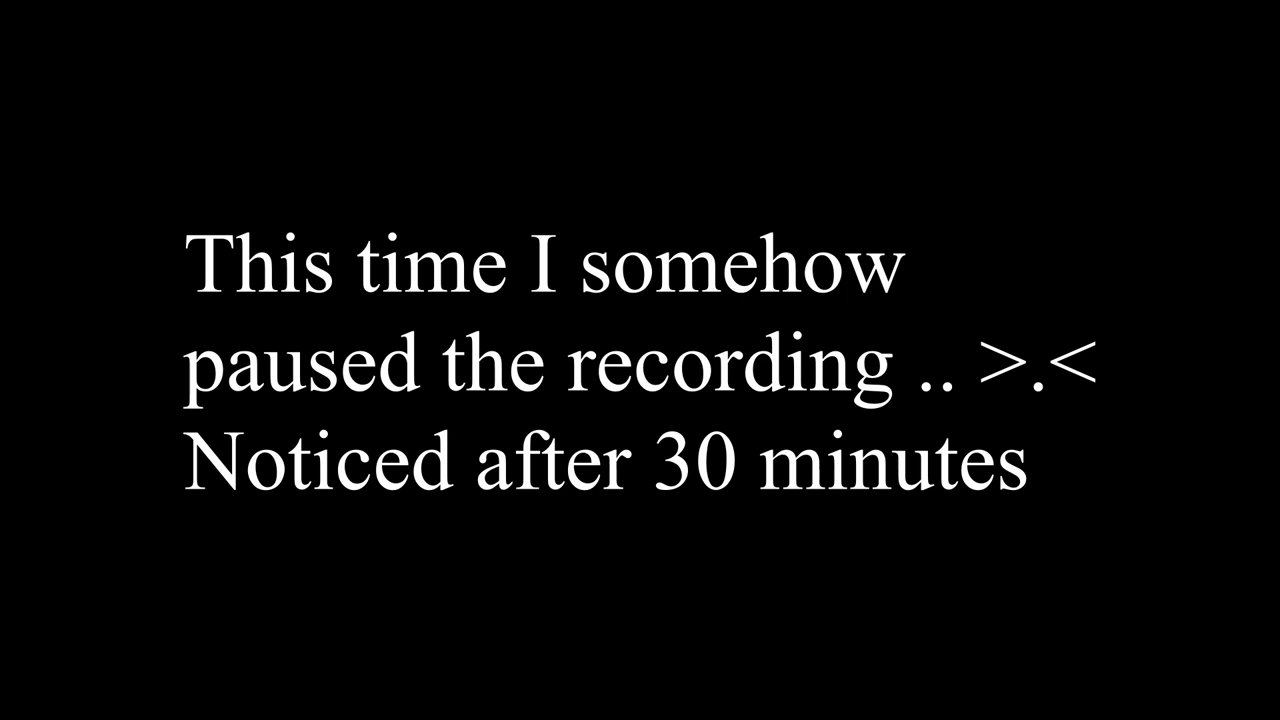 This time I somehow
paused the recording .. >.<
Noticed after 30 minutes